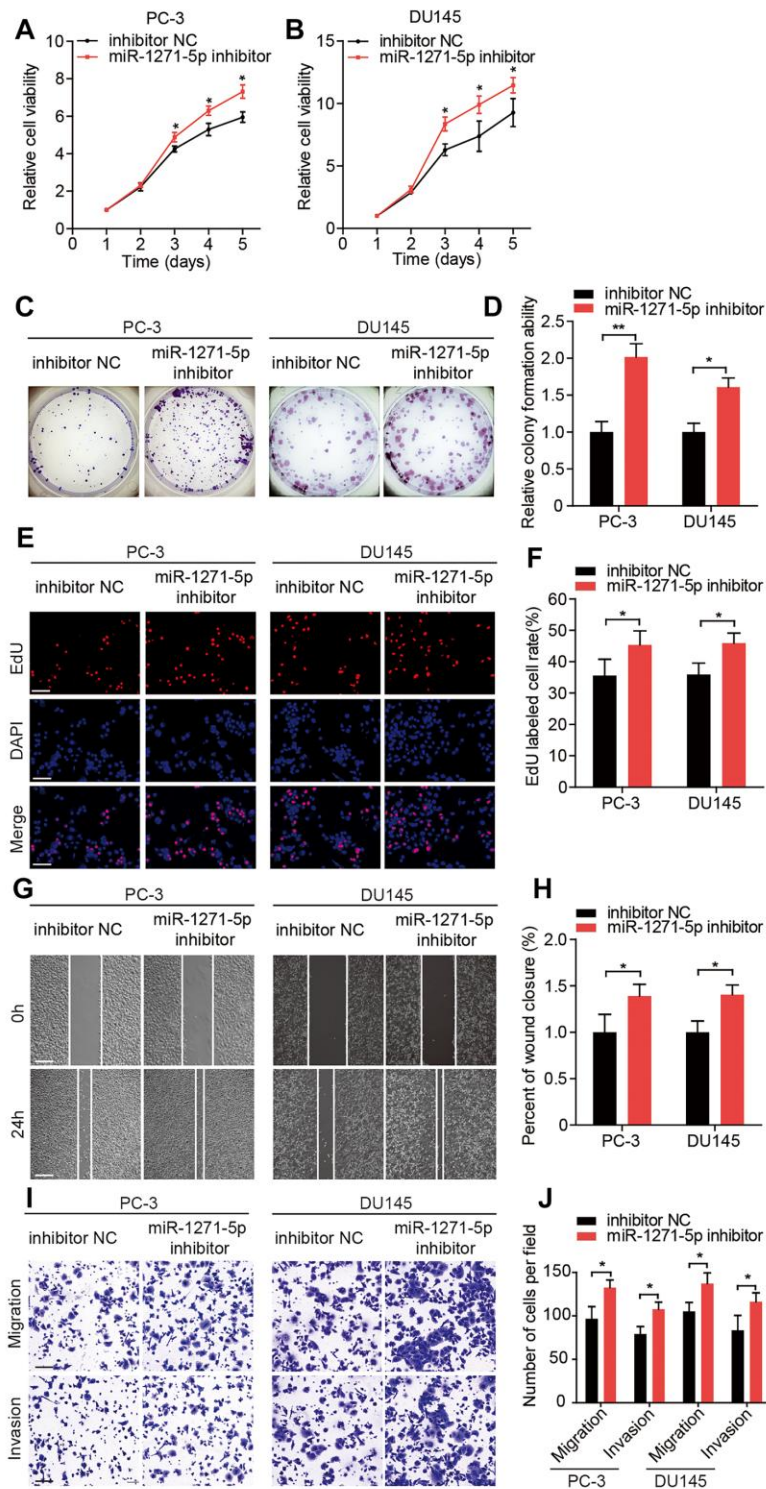 A
PC-3
inhibitor NC
miR-1271-5p inhibitor
Relative cell viability
10
8
6
4
2
0
* * *
0 1 2 3 4 5
Time (days)
B
DU145
inhibitor NC
miR-1271-5p inhibitor
Relative cell viability
15
10
5
0
* * *
0 1 2 3 4 5
Time (days)
C
PC-3
DU145
inhibitor NC
miR-1271-5p
inhibitor
inhibitor NC
miR-1271-5p
inhibitor
D
inhibitor NC
miR-1271-5p inhibitor
Relative colony formation ability
2.5
2.0
1.5
1.0
0.5
0.0
** *
PC-3 DU145
E
PC-3
DU145
inhibitor NC
miR-1271-5p
inhibitor
inhibitor NC
miR-1271-5p
inhibitor
EdU
DAPI
Merge
F
inhibitor NC
miR-1271-5p inhibitor
EdU labeled cell rate(%)
60
50
40
30
20
10
0
* *
PC-3 DU145
G
PC-3
DU145
inhibitor NC
miR-1271-5p
inhibitor
inhibitor NC
miR-1271-5p
inhibitor
0h
24h
H
inhibitor NC
miR-1271-5p inhibitor
Percent of wound closure (%)
2.0
1.5
1.0
0.5
0.0
* *
PC-3 DU145
I
PC-3
DU145
inhibitor NC
miR-1271-5p
inhibitor
inhibitor NC
miR-1271-5p
inhibitor
Migration
Invasion
J
inhibitor NC
miR-1271-5p inhibitor
Number of cells per field
150
100
50
0
* * * *
Migration Invasion Migration Invasion
PC-3 DU145